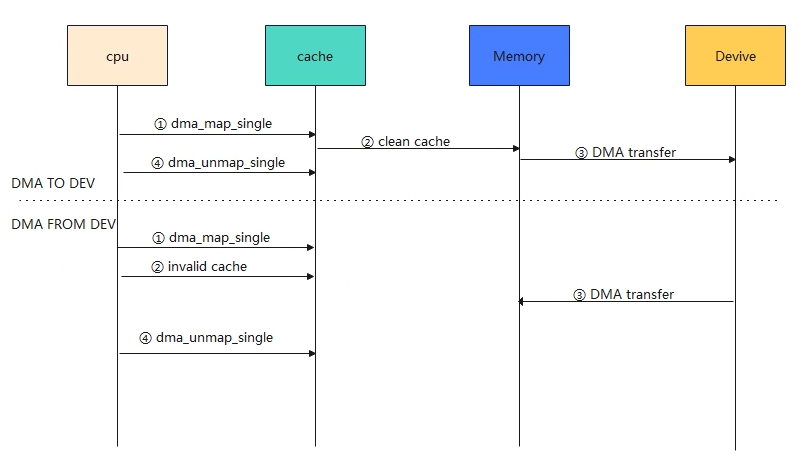 cpu
cache
Memory
Devive
① dma_map_single
② clean cache
③ DMA transfer
④ dma_unmap_single
DMA TO DEV
DMA FROM DEV
① dma_map_single
② invalid cache
③ DMA transfer
④ dma_unmap_single